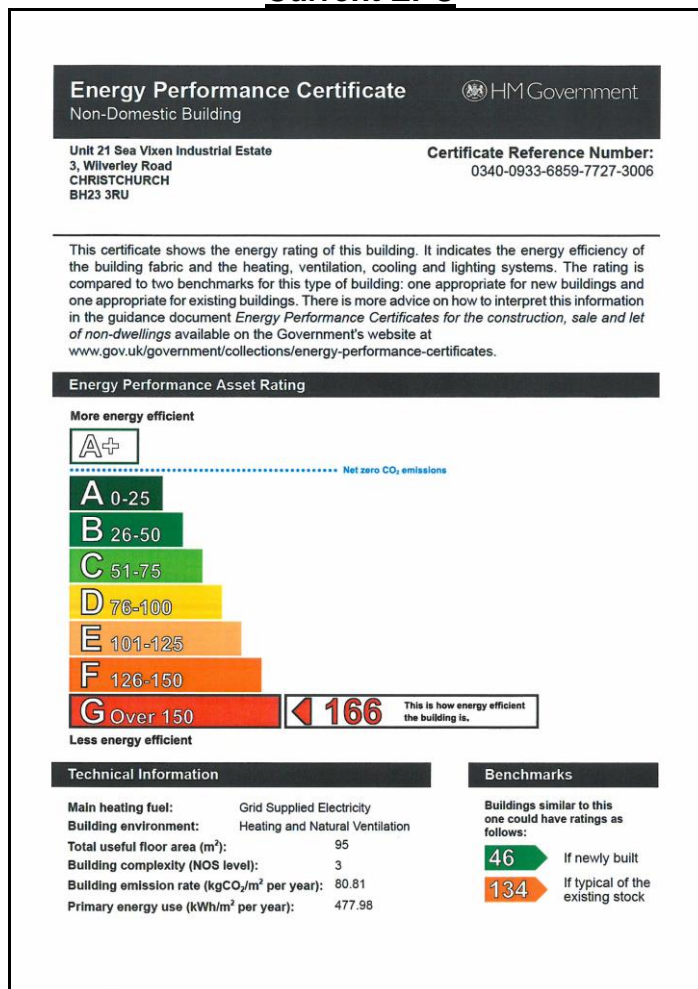 Current EPC
Energy Performance Certificate
HM Government
Non-Domestic Building
Unit 21 Sea Vixen Industrial Estate
3, Wilverley Road
CHRISTCHURCH
BH23 3RU
Certificate Reference Number:
0340-0933-6859-7727-3006
This certificate shows the energy rating of this building. It indicates the energy efficiency of
the building fabric and the heating, ventilation, cooling and lighting systems. The rating is
compared to two benchmarks for this type of building: one appropriate for new buildings and
one appropriate for existing buildings. There is more advice on how to interpret this information
in the guidance document Energy Performance Certificates for the construction, sale and let
of non-dwellings available on the Government's website at
www.gov.uk/government/collections/energy-performance-certificates.
Energy Performance Asset Rating
More energy efficient
A+
Net zero CO₂ emissions
A 0-25
B 26-50
C 51-75
D 76-100
E 101-125
F 126-150
G Over 150
166
This is how energy efficient
the building is.
Less energy efficient
Technical Information
Main heating fuel: Grid Supplied Electricity
Building environment: Heating and Natural Ventilation
Total useful floor area (m²): 95
Building complexity (NOS level): 3
Building emission rate (kgCO₂/m² per year): 80.81
Primary energy use (kWh/m² per year): 477.98
Benchmarks
Buildings similar to this
one could have ratings as
follows:
46 If newly built
134 If typical of the
existing stock